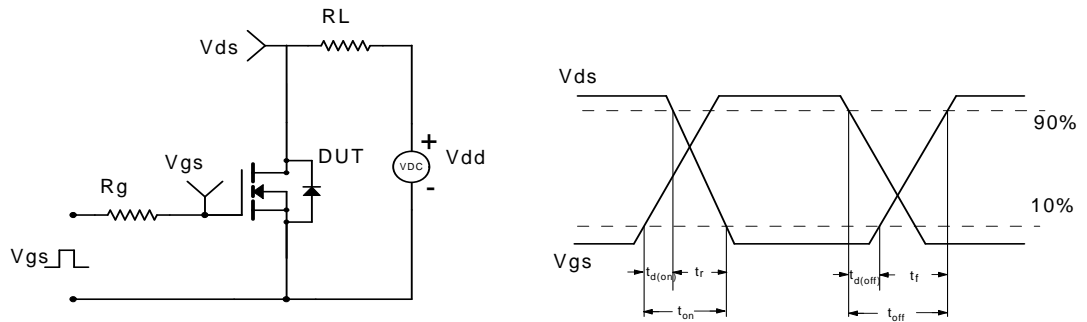 RL
Vds
Vgs
DUT
Rg
VDC
+
-
Vdd
Vgs
Vds
90%
10%
Vgs
td(on)
tr
td(off)
tf
ton
toff